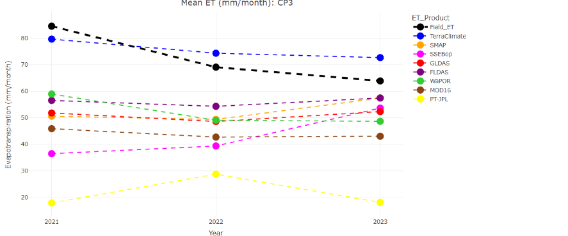 Mean ET (mm/month): CP3
ET_Product
Field_ET
TerraClimate
SMAP
SSEBop
GLDAS
FLDAS
WaPOR
MOD16
PT-JPL
Evapotranspiration (mm/month)
80
70
60
50
40
30
20
2021
2022
2023
Year